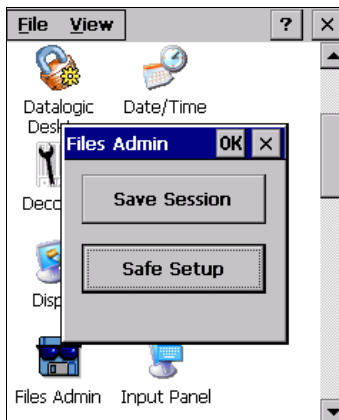 File View ? ×
Datalogic Date/Time
Desk
Files Admin OK ×
Save Session
Deco
Safe Setup
Disp
Files Admin Input Panel